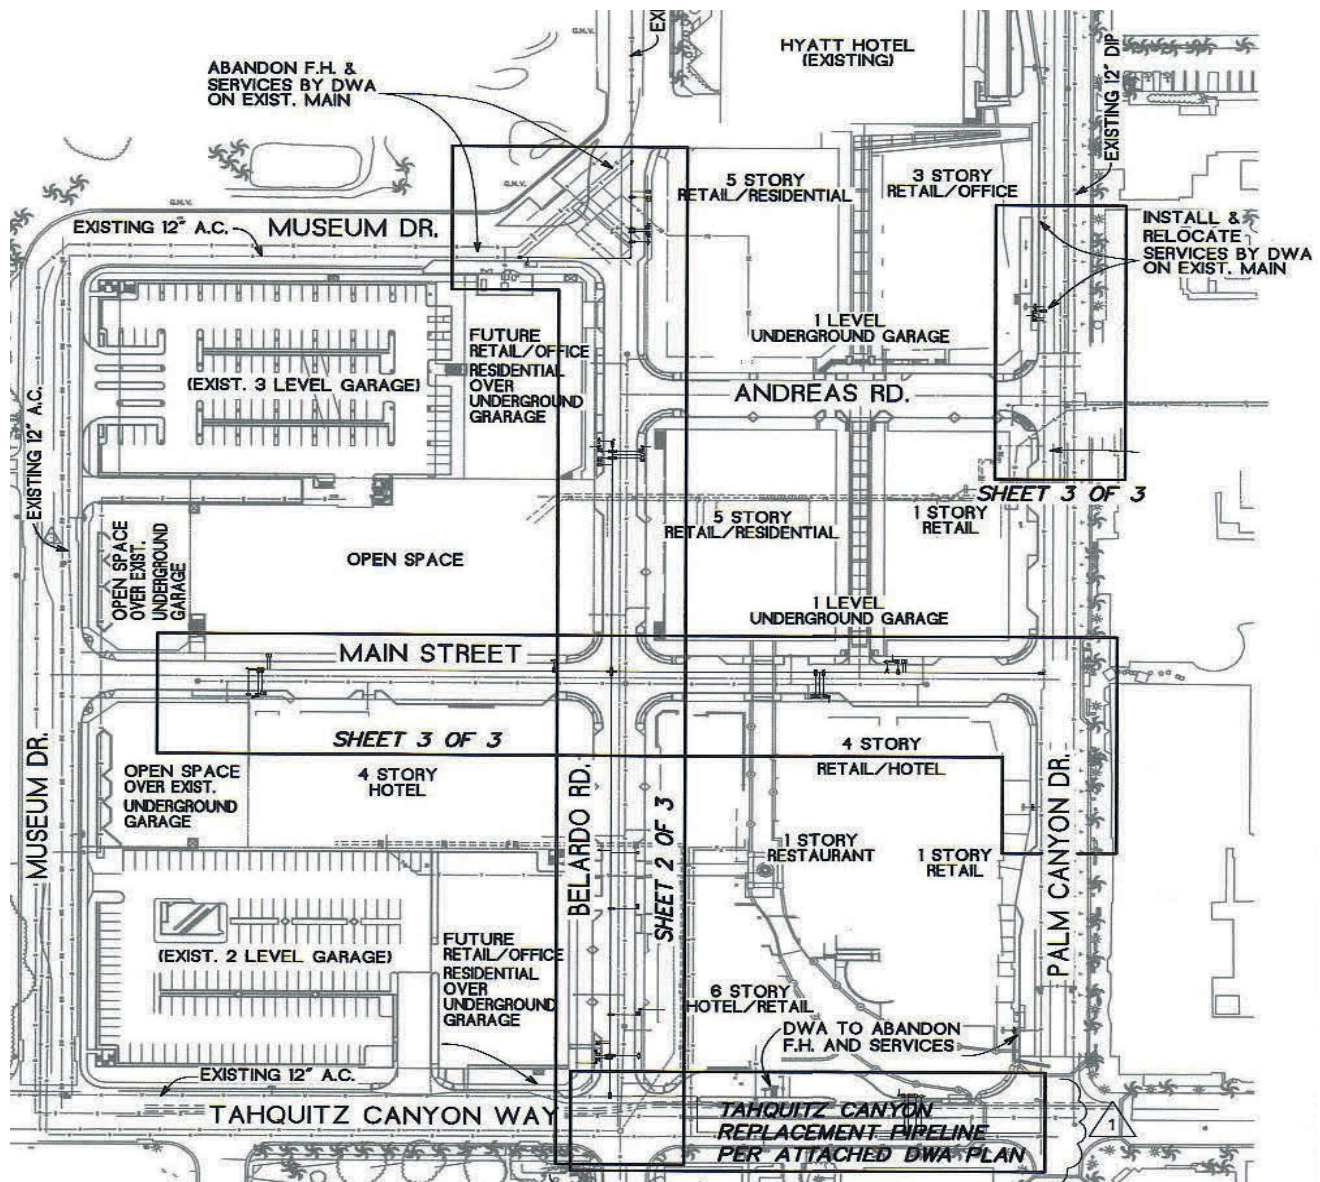 G.M.V.
EX
HYATT HOTEL
(EXISTING)
EXISTING 12" DIP
ABANDON F.H. &
SERVICES BY DWA
ON EXIST. MAIN
5 STORY
RETAIL/RESIDENTIAL
3 STORY
RETAIL/OFFICE
G.M.V.
G.M.V.
EXISTING 12" A.C.
MUSEUM DR.
INSTALL &
RELOCATE
SERVICES BY DWA
ON EXIST. MAIN
1 LEVEL
UNDERGROUND GARAGE
FUTURE
RETAIL/OFFICE
RESIDENTIAL
OVER
UNDERGROUND
GRARAGE
(EXIST. 3 LEVEL GARAGE)
ANDREAS RD.
EXISTING 12" A.C.
SHEET 3 OF 3
5 STORY
RETAIL/RESIDENTIAL
1 STORY
RETAIL
OPEN SPACE
OVER EXIST.
UNDERGROUND
GARAGE
OPEN SPACE
1 LEVEL
UNDERGROUND GARAGE
MAIN STREET
SHEET 3 OF 3
4 STORY
RETAIL/HOTEL
MUSEUM DR.
OPEN SPACE
OVER EXIST.
UNDERGROUND
GARAGE
4 STORY
HOTEL
BELARDO RD.
SHEET 2 OF 3
1 STORY
RESTAURANT
1 STORY
RETAIL
PALM CANYON DR.
(EXIST. 2 LEVEL GARAGE)
FUTURE
RETAIL/OFFICE
RESIDENTIAL
OVER
UNDERGROUND
GRARAGE
6 STORY
HOTEL/RETAIL
DWA TO ABANDON
F.H. AND SERVICES
EXISTING 12" A.C.
TAHQUITZ CANYON WAY
TAHQUITZ CANYON
REPLACEMENT PIPELINE
PER ATTACHED DWA PLAN
1